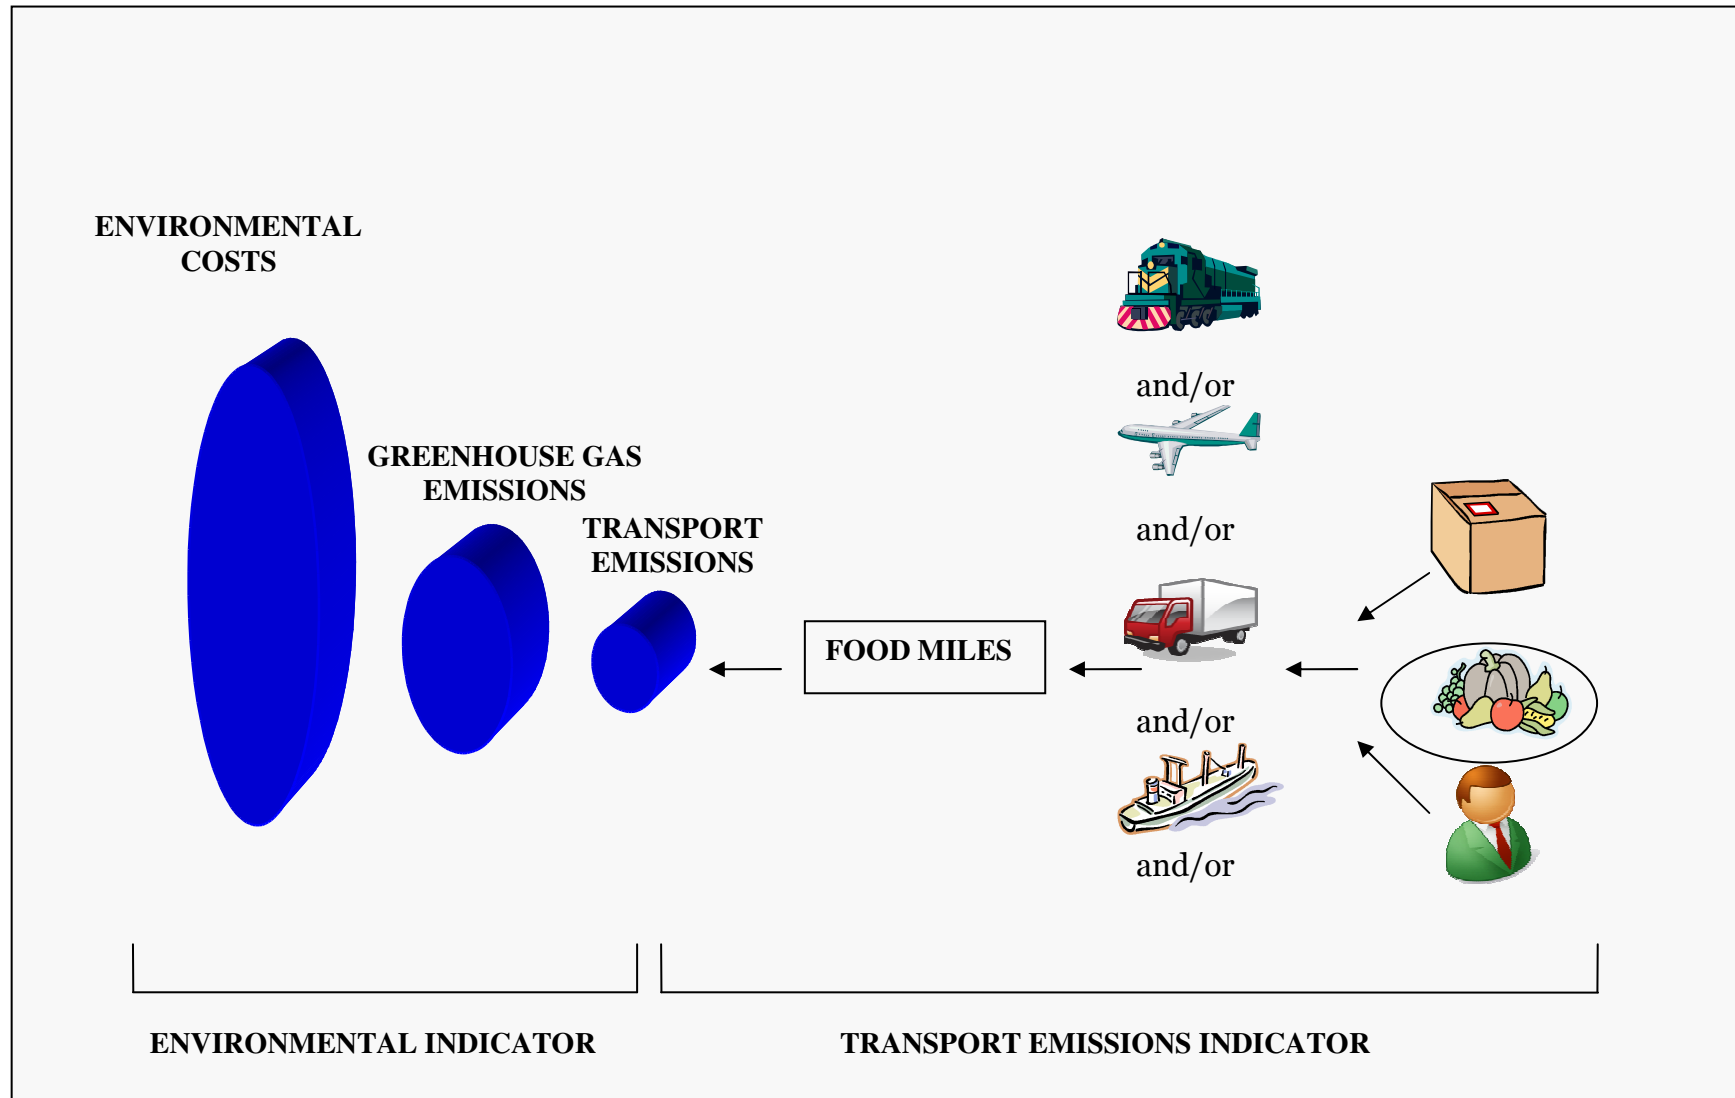 ENVIRONMENTAL
COSTS
and/or
GREENHOUSE GAS
EMISSIONS
TRANSPORT
EMISSIONS
and/or
FOOD MILES
and/or
and/or
ENVIRONMENTAL INDICATOR
TRANSPORT EMISSIONS INDICATOR